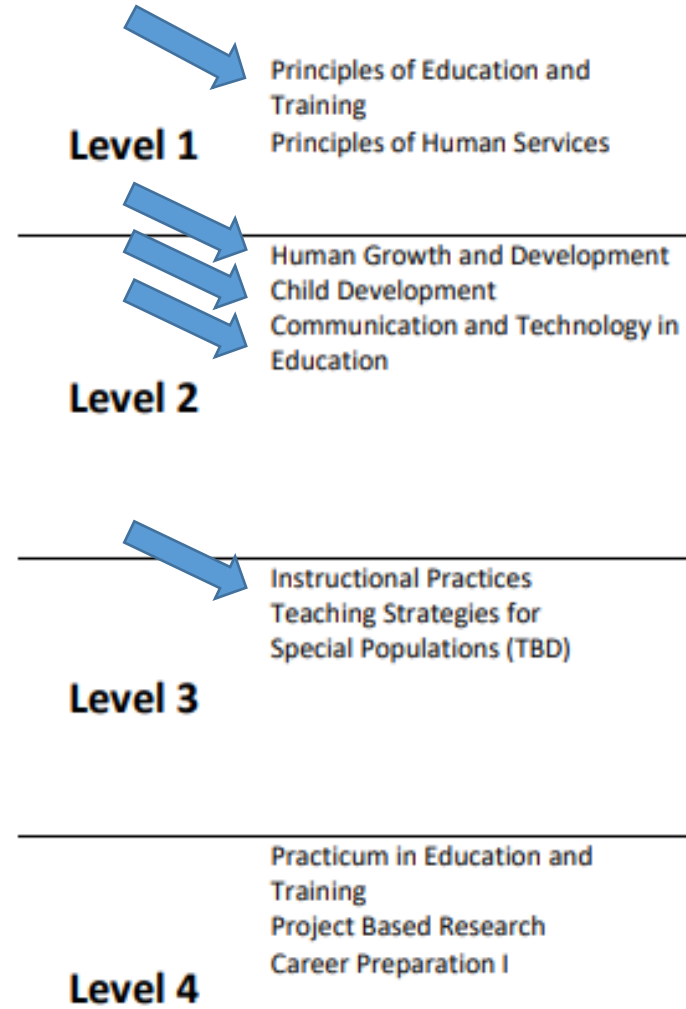 Principles of Education and
Training
Level 1
Principles of Human Services
Human Growth and Development
Child Development
Communication and Technology in
Education
Level 2
Instructional Practices
Teaching Strategies for
Special Populations (TBD)
Level 3
Practicum in Education and
Training
Project Based Research
Career Preparation I
Level 4